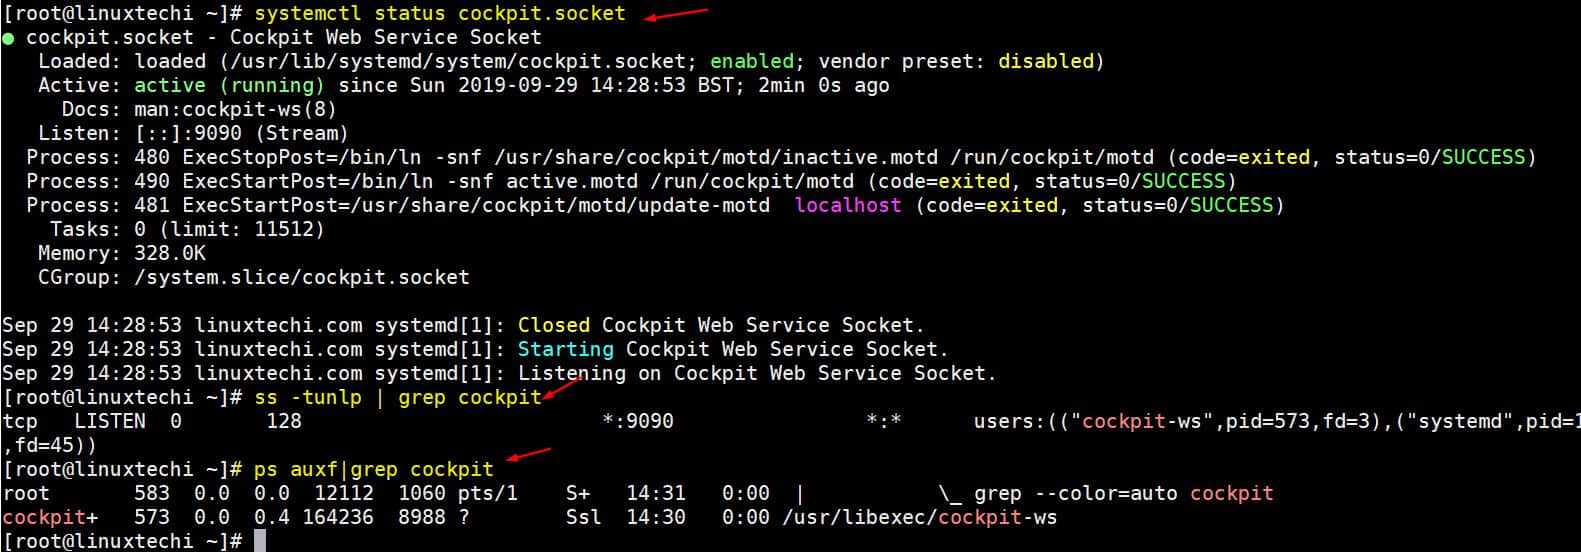 [root@linuxtechi ~]# systemctl status cockpit.socket
● cockpit.socket - Cockpit Web Service Socket
   Loaded: loaded (/usr/lib/systemd/system/cockpit.socket; enabled; vendor preset: disabled)
   Active: active (running) since Sun 2019-09-29 14:28:53 BST; 2min 0s ago
     Docs: man:cockpit-ws(8)
   Listen: [::]:9090 (Stream)
  Process: 480 ExecStopPost=/bin/ln -snf /usr/share/cockpit/motd/inactive.motd /run/cockpit/motd (code=exited, status=0/SUCCESS)
  Process: 490 ExecStartPost=/bin/ln -snf active.motd /run/cockpit/motd (code=exited, status=0/SUCCESS)
  Process: 481 ExecStartPost=/usr/share/cockpit/motd/update-motd  localhost (code=exited, status=0/SUCCESS)
    Tasks: 0 (limit: 11512)
   Memory: 328.0K
   CGroup: /system.slice/cockpit.socket

Sep 29 14:28:53 linuxtechi.com systemd[1]: Closed Cockpit Web Service Socket.
Sep 29 14:28:53 linuxtechi.com systemd[1]: Starting Cockpit Web Service Socket.
Sep 29 14:28:53 linuxtechi.com systemd[1]: Listening on Cockpit Web Service Socket.
[root@linuxtechi ~]# ss -tunlp | grep cockpit
tcp   LISTEN  0       128                         *:9090                *:*      users:(("cockpit-ws",pid=573,fd=3),("systemd",pid=1
,fd=45))
[root@linuxtechi ~]# ps auxf|grep cockpit
root       583  0.0  0.0  12112  1060 pts/1    S+   14:31   0:00  |           \_ grep --color=auto cockpit
cockpit+   573  0.0  0.4 164236  8988 ?        Ssl  14:30   0:00 /usr/libexec/cockpit-ws
[root@linuxtechi ~]#